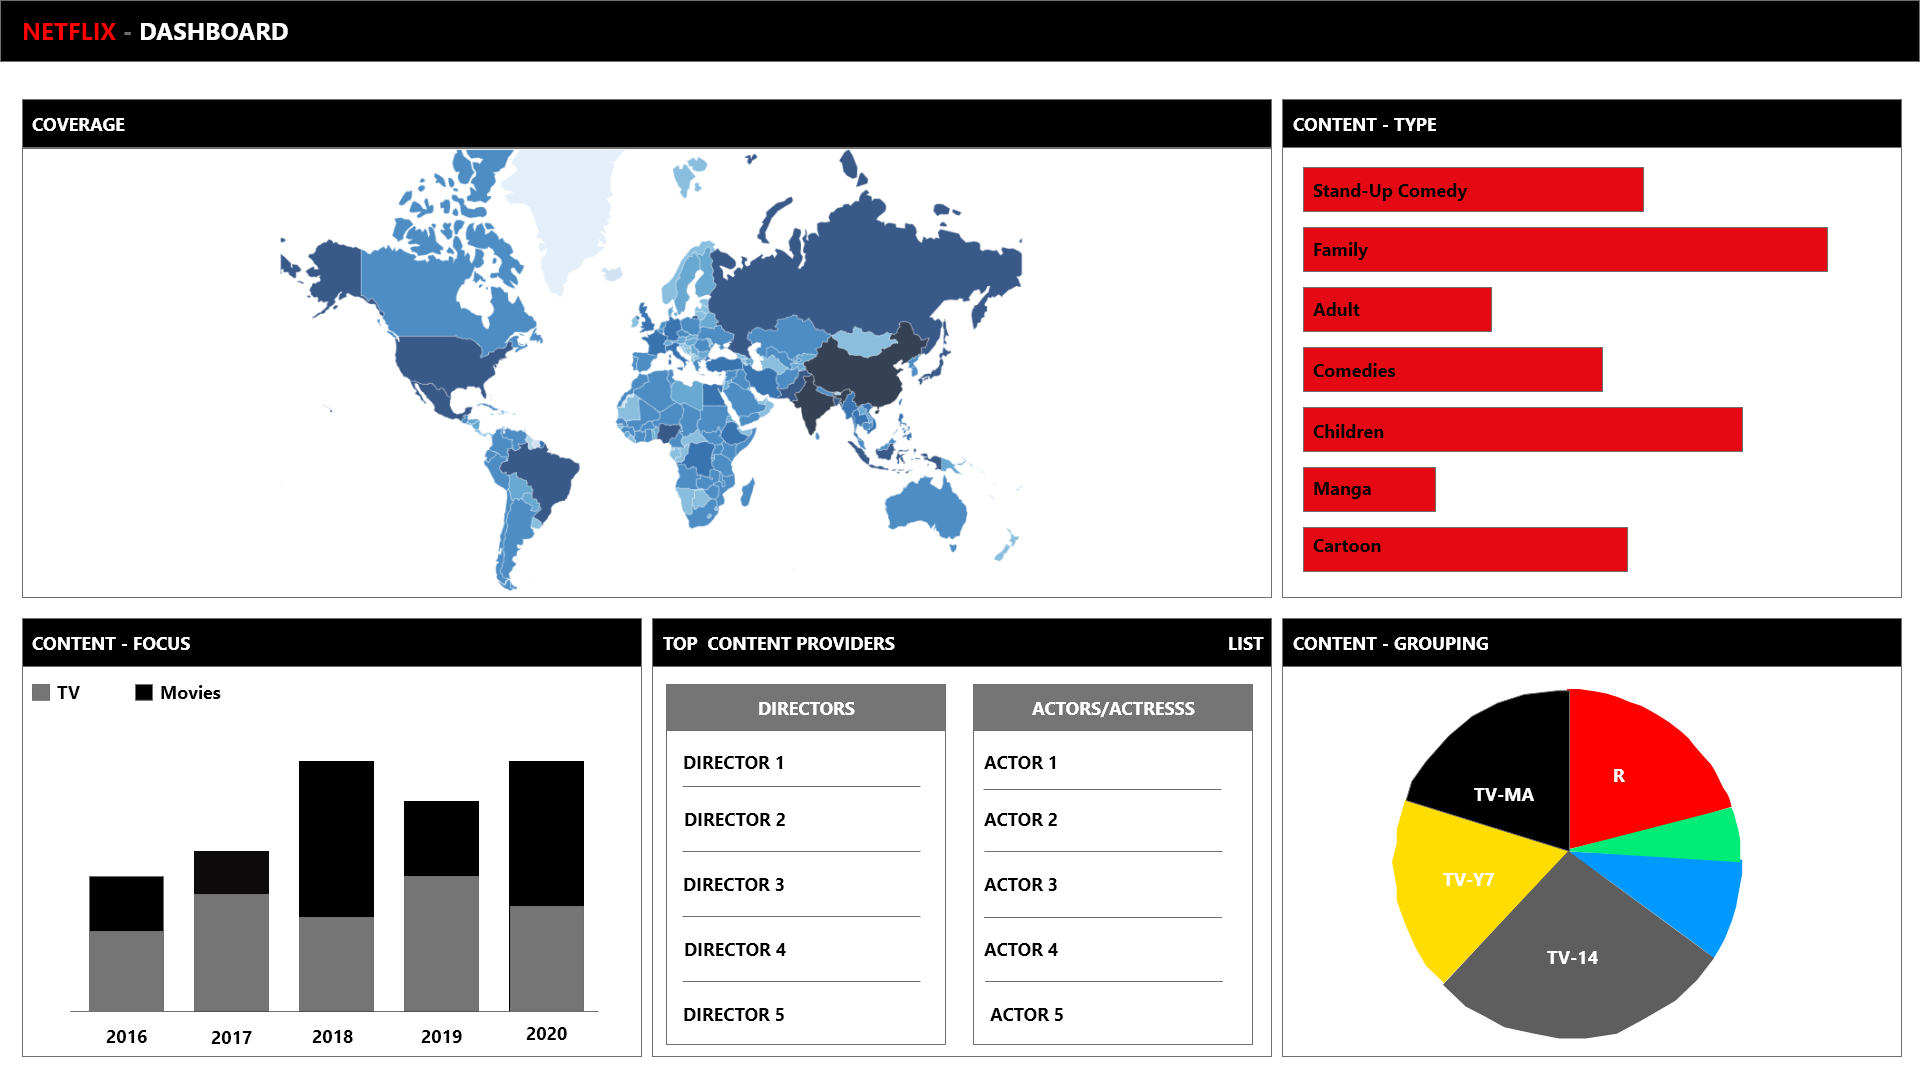 NETFLIX - DASHBOARD
COVERAGE
CONTENT - TYPE
Stand-Up Comedy
Family
Adult
Comedies
Children
Manga
Cartoon
CONTENT - FOCUS
TV Movies
2016 2017 2018 2019 2020
TOP CONTENT PROVIDERS LIST
DIRECTORS
DIRECTOR 1
DIRECTOR 2
DIRECTOR 3
DIRECTOR 4
DIRECTOR 5
ACTORS/ACTRESSS
ACTOR 1
ACTOR 2
ACTOR 3
ACTOR 4
ACTOR 5
CONTENT - GROUPING
R
TV-MA
TV-Y7
TV-14